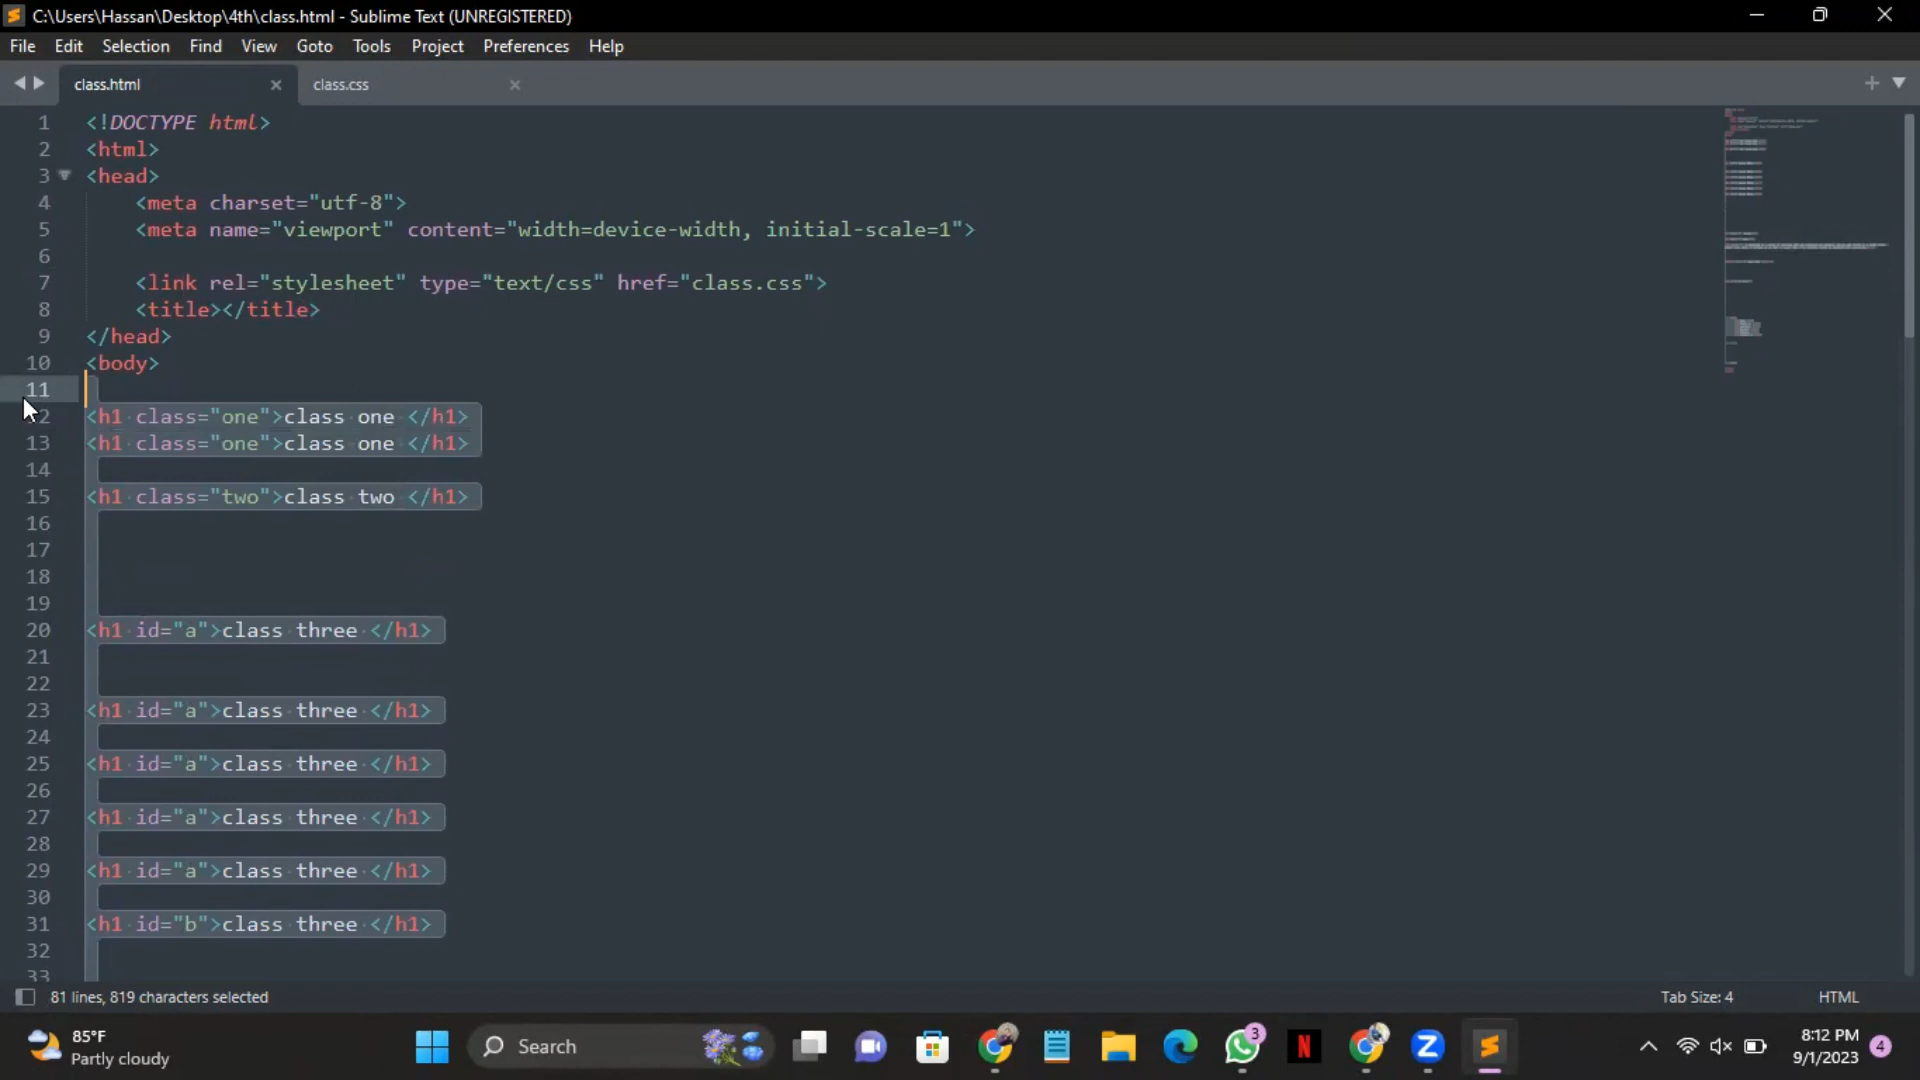 C:\Users\Hassan\Desktop\4th\class.html - Sublime Text (UNREGISTERED)
File Edit Selection Find View Goto Tools Project Preferences Help
class.html class.css
1 <!DOCTYPE html>
2 <html>
3 <head>
4 <meta charset="utf-8">
5 <meta name="viewport" content="width=device-width, initial-scale=1">
6
7 <link rel="stylesheet" type="text/css" href="class.css">
8 <title></title>
9 </head>
10 <body>
11
12 <h1 class="one">class one </h1>
13 <h1 class="one">class one </h1>
14
15 <h1 class="two">class two </h1>
16
17
18
19
20 <h1 id="a">class three </h1>
21
22
23 <h1 id="a">class three </h1>
24
25 <h1 id="a">class three </h1>
26
27 <h1 id="a">class three </h1>
28
29 <h1 id="a">class three </h1>
30
31 <h1 id="b">class three </h1>
32
33
81 lines, 819 characters selected Tab Size: 4 HTML
85°F
Partly cloudy
Search
3
N
Z
8:12 PM
9/1/2023
4